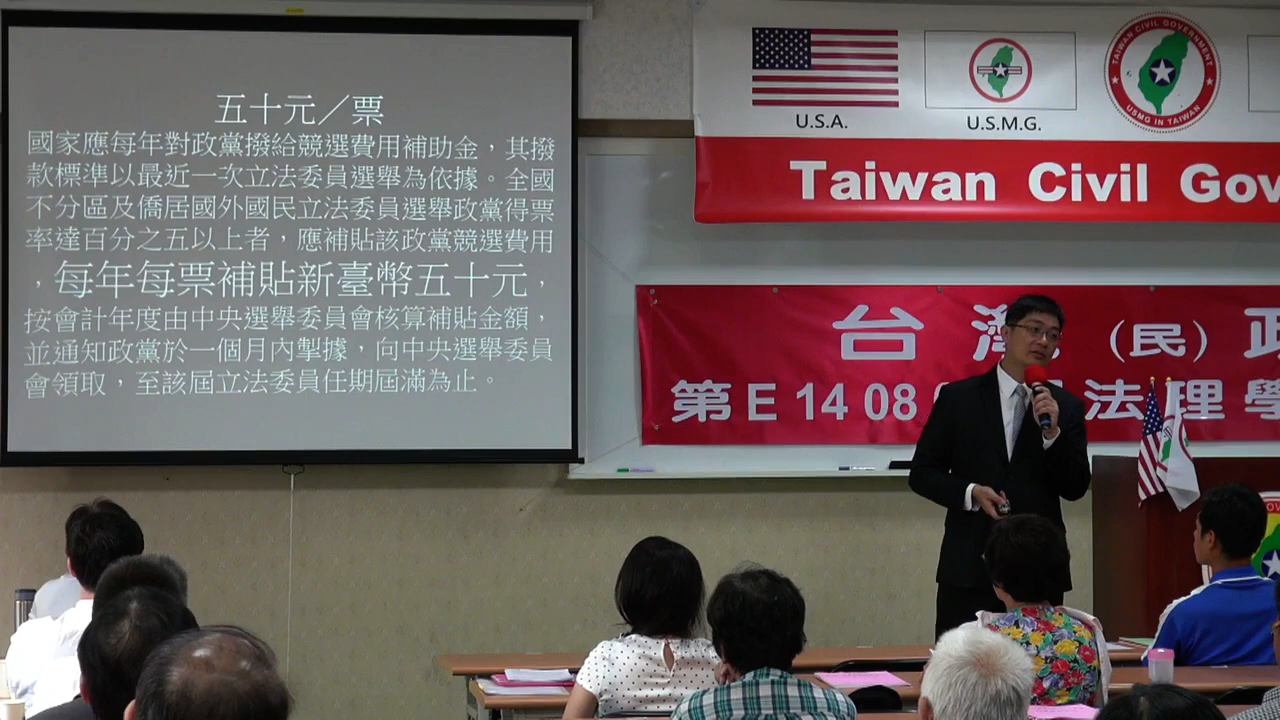 五十元／票
國家應每年對政黨撥給競選費用補助金，其撥
款標準以最近一次立法委員選舉為依據。全國
不分區及僑居國外國民立法委員選舉政黨得票
率達百分之五以上者，應補貼該政黨競選費用
，每年每票補貼新臺幣五十元，
按會計年度由中央選舉委員會核算補貼金額，
並通知政黨於一個月內掣據，向中央選舉委員
會領取，至該屆立法委員任期屆滿為止。
U.S.A.
U.S.M.G.
TAIWAN CIVIL GOVERNMENT
USMG IN TAIWAN
Taiwan Civil Gov
台灣（民）政
第E 14 08
法理學